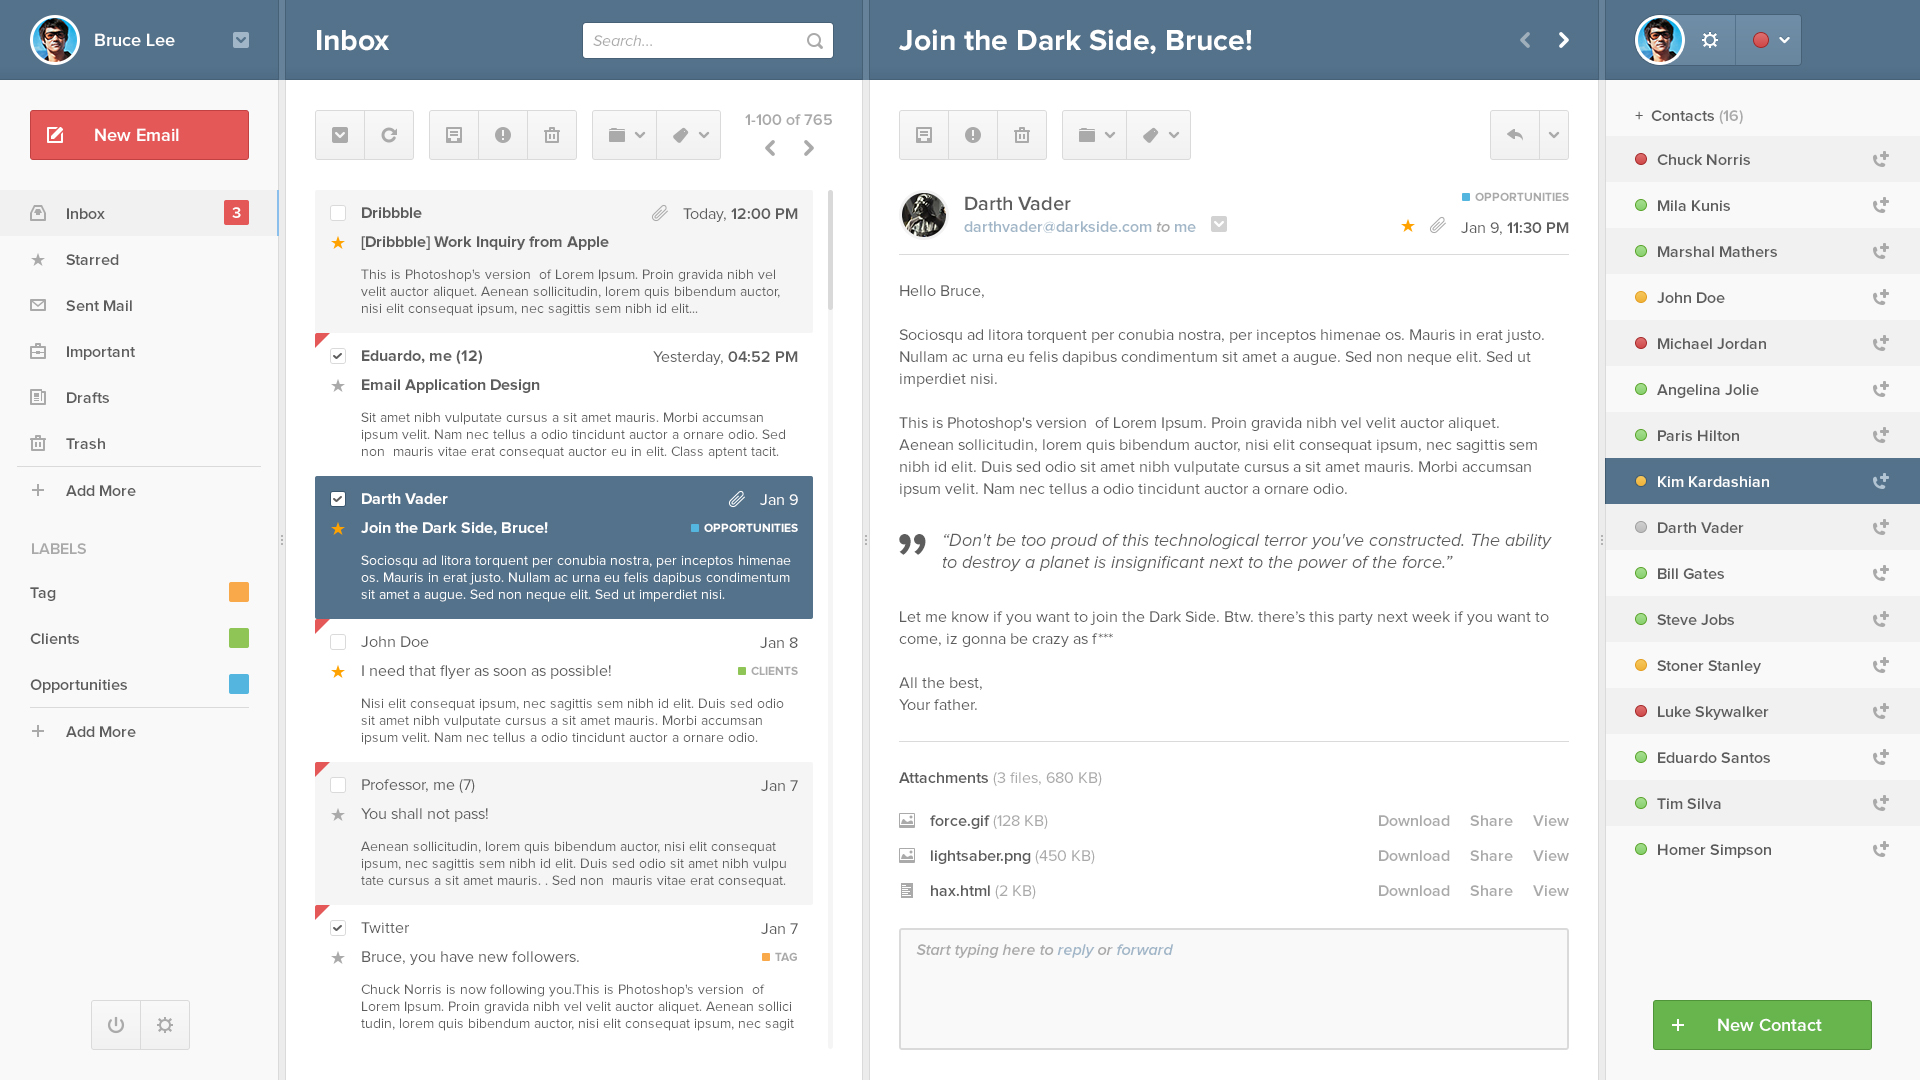 Bruce Lee
New Email
Inbox 3
Starred
Sent Mail
Important
Drafts
Trash
+ Add More
LABELS
Tag
Clients
Opportunities
+ Add More
Inbox
Search...
1-100 of 765
Dribbble Today, 12:00 PM
[Dribbble] Work Inquiry from Apple
This is Photoshop's version  of Lorem Ipsum. Proin gravida nibh vel
velit auctor aliquet. Aenean sollicitudin, lorem quis bibendum auctor,
nisi elit consequat ipsum, nec sagittis sem nibh id elit...
Eduardo, me (12) Yesterday, 04:52 PM
Email Application Design
Sit amet nibh vulputate cursus a sit amet mauris. Morbi accumsan
ipsum velit. Nam nec tellus a odio tincidunt auctor a ornare odio. Sed
non  mauris vitae erat consequat auctor eu in elit. Class aptent tacit.
Darth Vader Jan 9
Join the Dark Side, Bruce! OPPORTUNITIES
Sociosqu ad litora torquent per conubia nostra, per inceptos himenae
os. Mauris in erat justo. Nullam ac urna eu felis dapibus condimentum
sit amet a augue. Sed non neque elit. Sed ut imperdiet nisi.
John Doe Jan 8
I need that flyer as soon as possible! CLIENTS
Nisi elit consequat ipsum, nec sagittis sem nibh id elit. Duis sed odio
sit amet nibh vulputate cursus a sit amet mauris. Morbi accumsan
ipsum velit. Nam nec tellus a odio tincidunt auctor a ornare odio.
Professor, me (7) Jan 7
You shall not pass!
Aenean sollicitudin, lorem quis bibendum auctor, nisi elit consequat
ipsum, nec sagittis sem nibh id elit. Duis sed odio sit amet nibh vulpu
tate cursus a sit amet mauris. . Sed non  mauris vitae erat consequat.
Twitter Jan 7
Bruce, you have new followers. TAG
Chuck Norris is now following you.This is Photoshop's version  of
Lorem Ipsum. Proin gravida nibh vel velit auctor aliquet. Aenean sollici
tudin, lorem quis bibendum auctor, nisi elit consequat ipsum, nec sagit
Join the Dark Side, Bruce!
Darth Vader OPPORTUNITIES
darthvader@darkside.com to me Jan 9, 11:30 PM
Hello Bruce,
Sociosqu ad litora torquent per conubia nostra, per inceptos himenae os. Mauris in erat justo.
Nullam ac urna eu felis dapibus condimentum sit amet a augue. Sed non neque elit. Sed ut
imperdiet nisi.
This is Photoshop's version  of Lorem Ipsum. Proin gravida nibh vel velit auctor aliquet.
Aenean sollicitudin, lorem quis bibendum auctor, nisi elit consequat ipsum, nec sagittis sem
nibh id elit. Duis sed odio sit amet nibh vulputate cursus a sit amet mauris. Morbi accumsan
ipsum velit. Nam nec tellus a odio tincidunt auctor a ornare odio.
“Don't be too proud of this technological terror you've constructed. The ability
to destroy a planet is insignificant next to the power of the force.”
Let me know if you want to join the Dark Side. Btw. there’s this party next week if you want to
come, iz gonna be crazy as f***
All the best,
Your father.
Attachments (3 files, 680 KB)
force.gif (128 KB) Download Share View
lightsaber.png (450 KB) Download Share View
hax.html (2 KB) Download Share View
Start typing here to reply or forward
+ Contacts (16)
Chuck Norris
Mila Kunis
Marshal Mathers
John Doe
Michael Jordan
Angelina Jolie
Paris Hilton
Kim Kardashian
Darth Vader
Bill Gates
Steve Jobs
Stoner Stanley
Luke Skywalker
Eduardo Santos
Tim Silva
Homer Simpson
+ New Contact